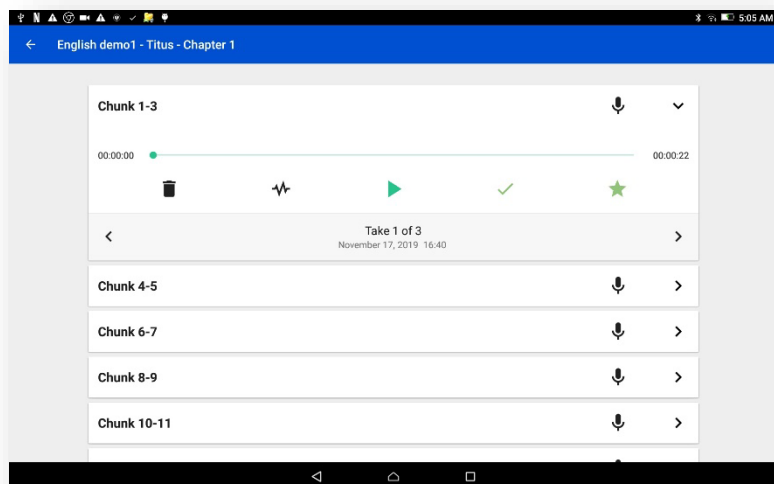 5:05 AM
English demo1 - Titus - Chapter 1
Chunk 1-3
00:00:00
00:00:22
Take 1 of 3
November 17, 2019 16:40
Chunk 4-5
Chunk 6-7
Chunk 8-9
Chunk 10-11